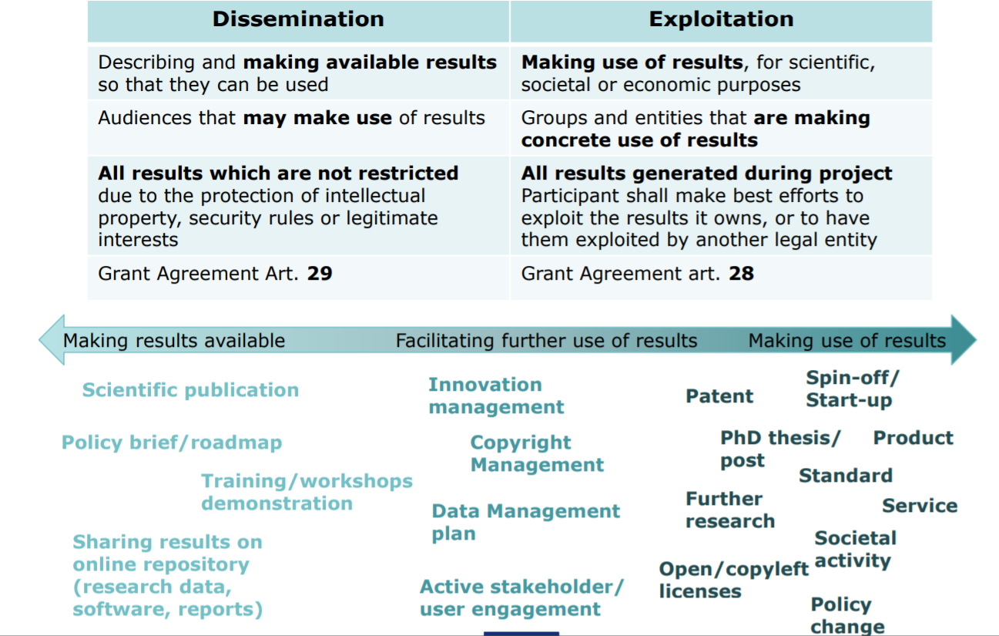 Dissemination
Exploitation
Describing and making available results
so that they can be used
Making use of results, for scientific,
societal or economic purposes
Audiences that may make use of results
Groups and entities that are making
concrete use of results
All results which are not restricted
due to the protection of intellectual
property, security rules or legitimate
interests
All results generated during project
Participant shall make best efforts to
exploit the results it owns, or to have
them exploited by another legal entity
Grant Agreement Art. 29
Grant Agreement art. 28
Making results available
Facilitating further use of results
Making use of results
Scientific publication
Policy brief/roadmap
Training/workshops
demonstration
Sharing results on
online repository
(research data,
software, reports)
Innovation
management
Copyright
Management
Data Management
plan
Active stakeholder/
user engagement
Patent
Spin-off/
Start-up
PhD thesis/
post
Product
Standard
Further
research
Service
Societal
activity
Open/copyleft
licenses
Policy
change